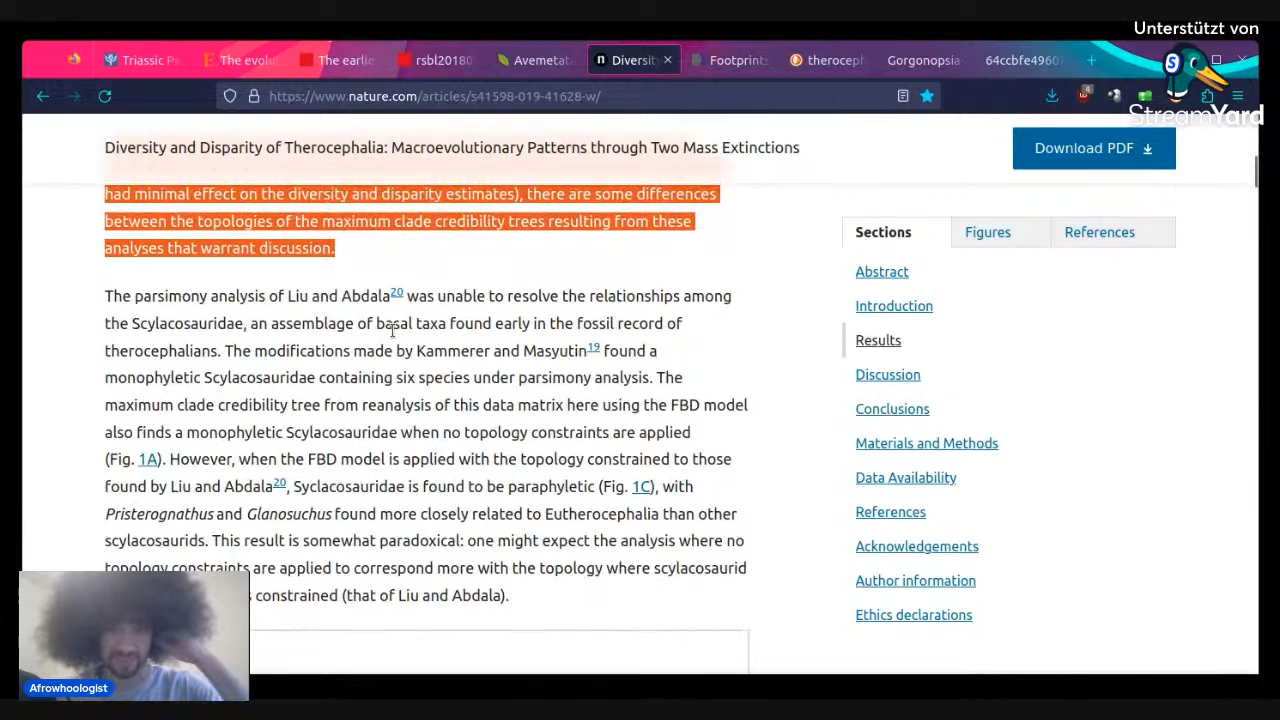 Unterstützt von
StreamYard
Triassic P
The evolu
The earlie
rsbl20180
Avemetat
Diversity
Footprints
theroceph
Gorgonopsia
64ccbfe4960
https://www.nature.com/articles/s41598-019-41628-w/
Diversity and Disparity of Therocephalia: Macroevolutionary Patterns through Two Mass Extinctions
Download PDF
had minimal effect on the diversity and disparity estimates), there are some differences
between the topologies of the maximum clade credibility trees resulting from these
analyses that warrant discussion.
The parsimony analysis of Liu and Abdala20 was unable to resolve the relationships among
the Scylacosauridae, an assemblage of basal taxa found early in the fossil record of
therocephalians. The modifications made by Kammerer and Masyutin19 found a
monophyletic Scylacosauridae containing six species under parsimony analysis. The
maximum clade credibility tree from reanalysis of this data matrix here using the FBD model
also finds a monophyletic Scylacosauridae when no topology constraints are applied
(Fig. 1A). However, when the FBD model is applied with the topology constrained to those
found by Liu and Abdala20, Syclacosauridae is found to be paraphyletic (Fig. 1C), with
Pristerognathus and Glanosuchus found more closely related to Eutherocephalia than other
scylacosaurids. This result is somewhat paradoxical: one might expect the analysis where no
topology constraints are applied to correspond more with the topology where scylacosaurid
constrained (that of Liu and Abdala).
Sections
Figures
References
Abstract
Introduction
Results
Discussion
Conclusions
Materials and Methods
Data Availability
References
Acknowledgements
Author information
Ethics declarations
Afrowhoologist